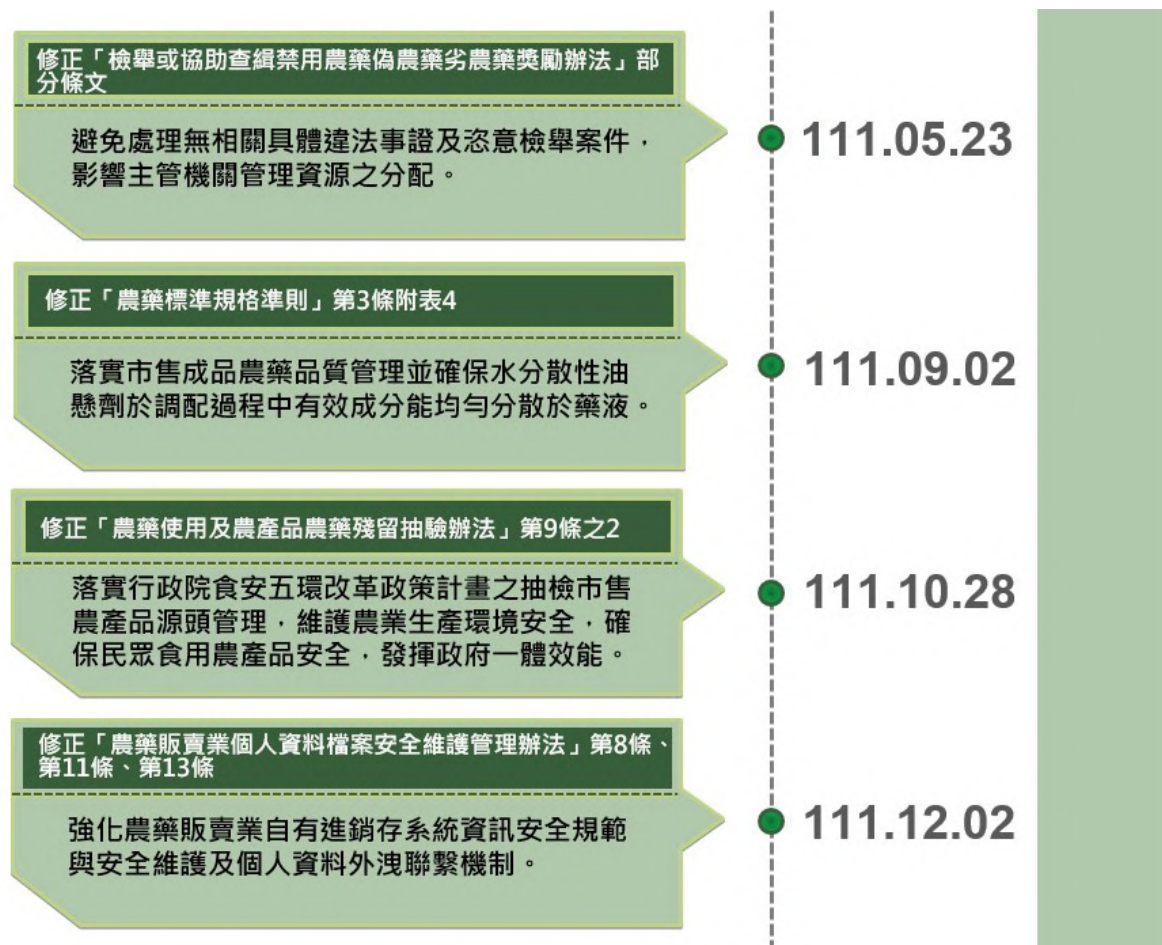 修正「檢舉或協助查緝禁用農藥偽農藥劣農藥獎勵辦法」部
分條文
避免處理無相關具體違法事證及恣意檢舉案件，
影響主管機關管理資源之分配。
111.05.23
修正「農藥標準規格準則」第3條附表4
落實市售成品農藥品質管理並確保水分散性油
懸劑於調配過程中有效成分能均勻分散於藥液。
111.09.02
修正「農藥使用及農產品農藥殘留抽驗辦法」第9條之2
落實行政院食安五環改革政策計畫之抽檢市售
農產品源頭管理，維護農業生產環境安全，確
保民眾食用農產品安全，發揮政府一體效能。
111.10.28
修正「農藥販賣業個人資料檔案安全維護管理辦法」第8條、
第11條、第13條
強化農藥販賣業自有進銷存系統資訊安全規範
與安全維護及個人資料外洩聯繫機制。
111.12.02